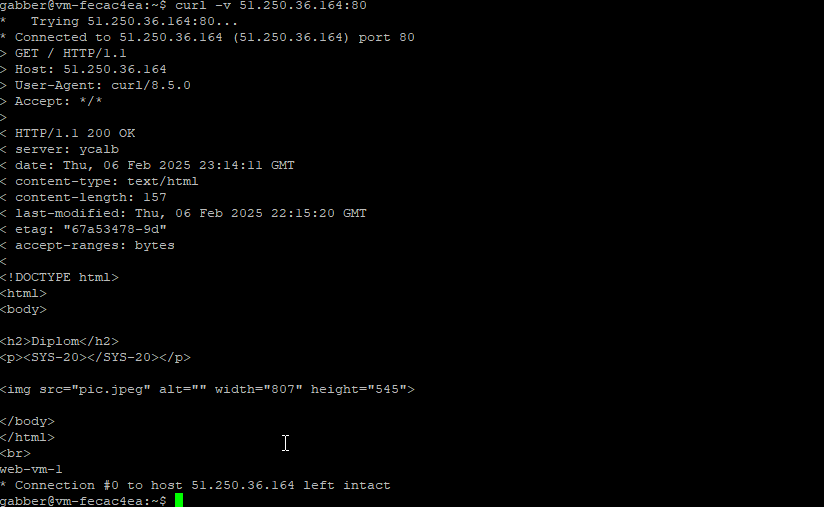 gabber@vm-fecac4ea:~$ curl -v 51.250.36.164:80
*   Trying 51.250.36.164:80...
* Connected to 51.250.36.164 (51.250.36.164) port 80
> GET / HTTP/1.1
> Host: 51.250.36.164
> User-Agent: curl/8.5.0
> Accept: */*
>
< HTTP/1.1 200 OK
< server: ycalb
< date: Thu, 06 Feb 2025 23:14:11 GMT
< content-type: text/html
< content-length: 157
< last-modified: Thu, 06 Feb 2025 22:15:20 GMT
< etag: "67a53478-9d"
< accept-ranges: bytes
<
<!DOCTYPE html>
<html>
<body>

<h2>Diplom</h2>
<p><SYS-20></SYS-20></p>

<img src="pic.jpeg" alt="" width="807" height="545">

</body>
</html>
<br>
web-vm-1
* Connection #0 to host 51.250.36.164 left intact
gabber@vm-fecac4ea:~$